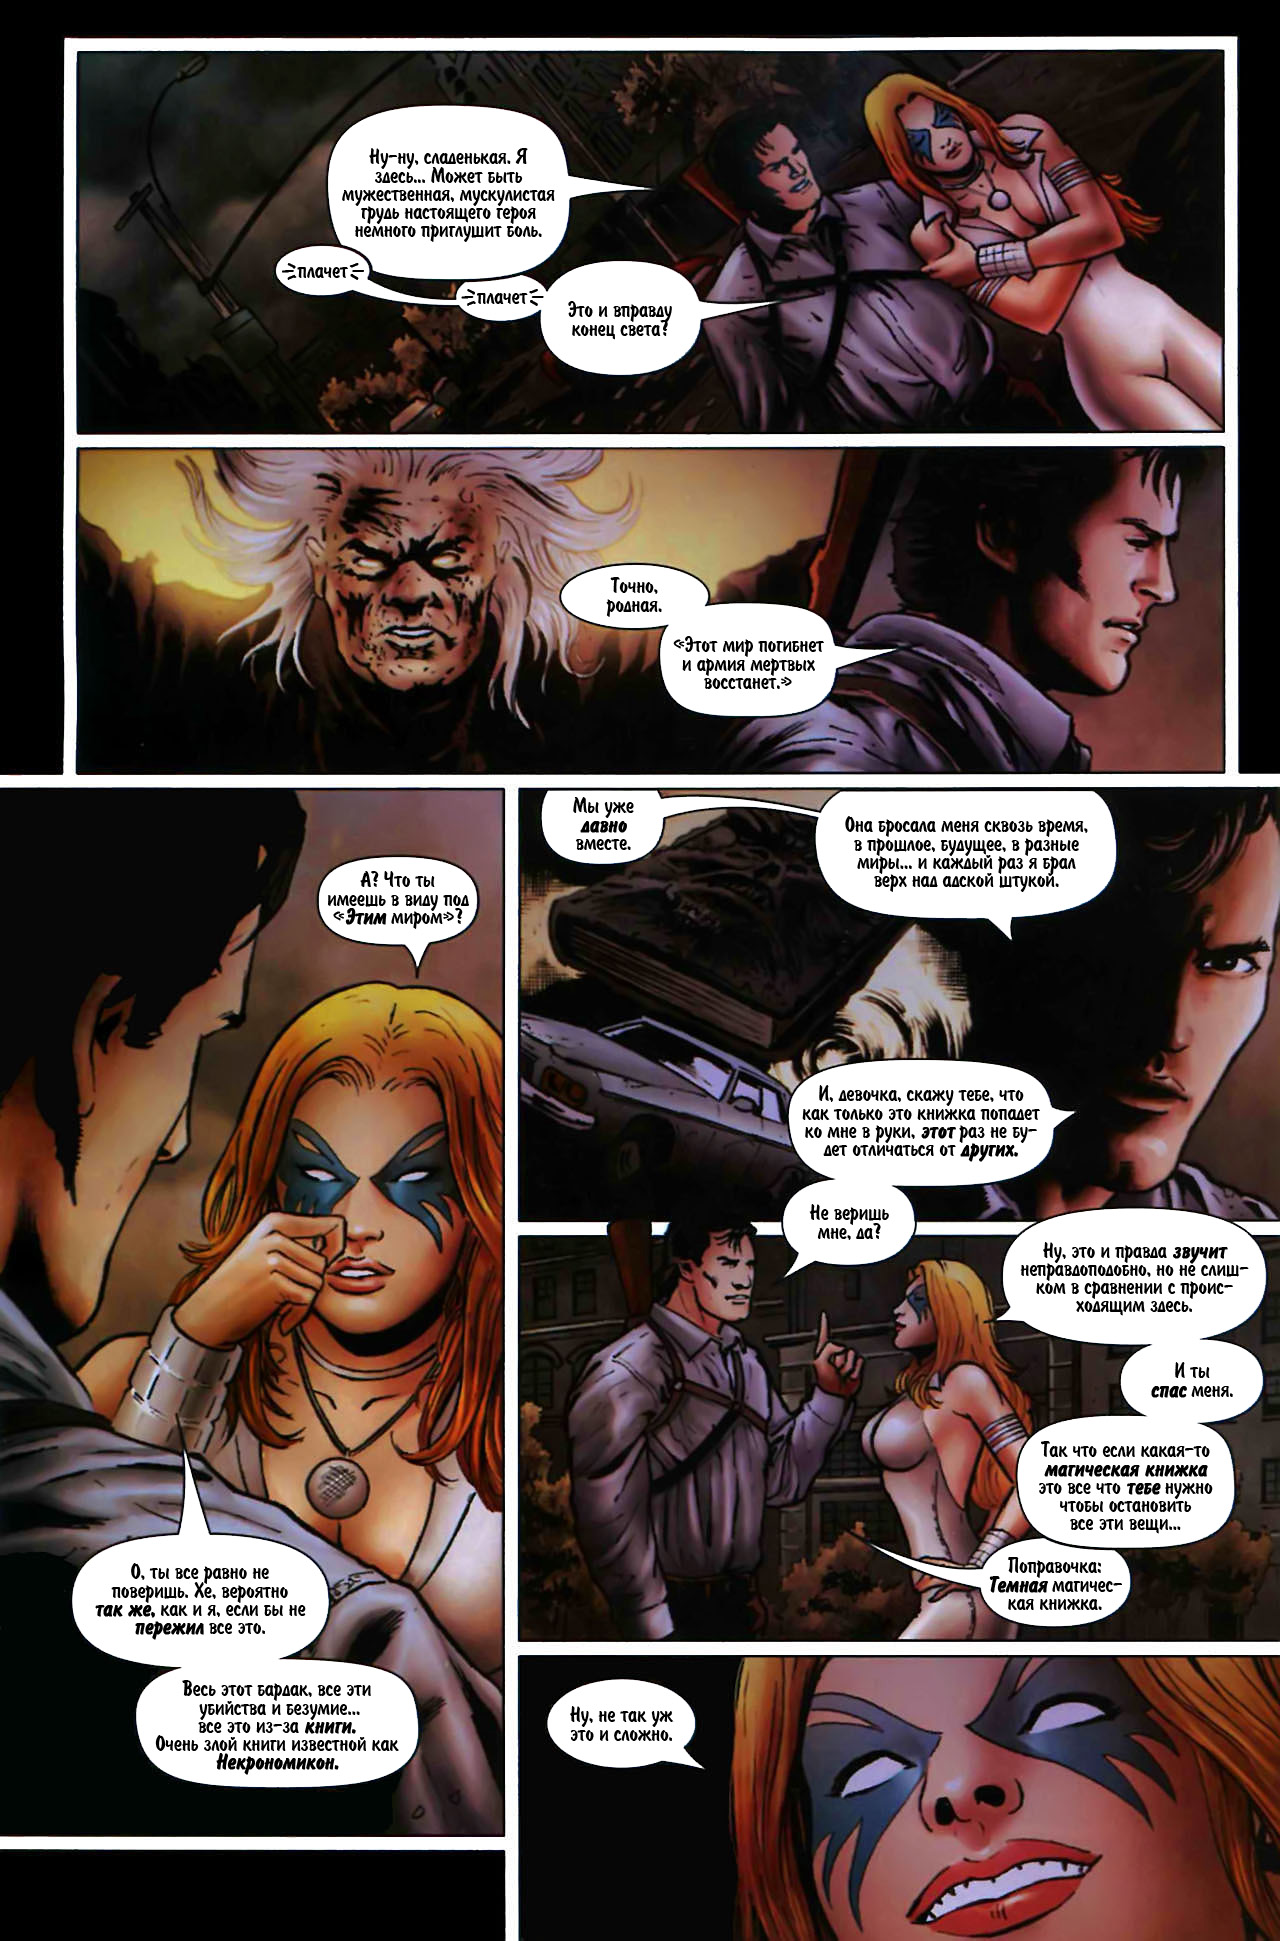 Ну-ну, сладенькая. Я
здесь... Может быть
мужественная, мускулистая
грудь настоящего героя
немного приглушит боль.
плачет
плачет
Это и вправду
конец света?
Точно,
родная.
«Этот мир погибнет
и армия мертвых
восстанет.»
А? Что ты
имеешь в виду под
«Этим миром»?
О, ты все равно не
поверишь. Хе, вероятно
так же, как и я, если бы не
пережил все это.
Весь этот бардак, все эти
убийства и безумие...
все это из-за книги.
Очень злой книги известной как
Некрономикон.
Мы уже
давно
вместе.
Она бросала меня сквозь время,
в прошлое, будущее, в разные
миры... и каждый раз я брал
верх над адской штукой.
И, девочка, скажу тебе, что
как только это книжка попадет
ко мне в руки, этот раз не бу-
дет отличаться от других.
Не веришь
мне, да?
Ну, это и правда звучит
неправдоподобно, но не слиш-
ком в сравнении с проис-
ходящим здесь.
И ты
спас меня.
Так что если какая-то
магическая книжка
это все что тебе нужно
чтобы остановить
все эти вещи...
Поправочка:
Темная магичес-
кая книжка.
Ну, не так уж
это и сложно.